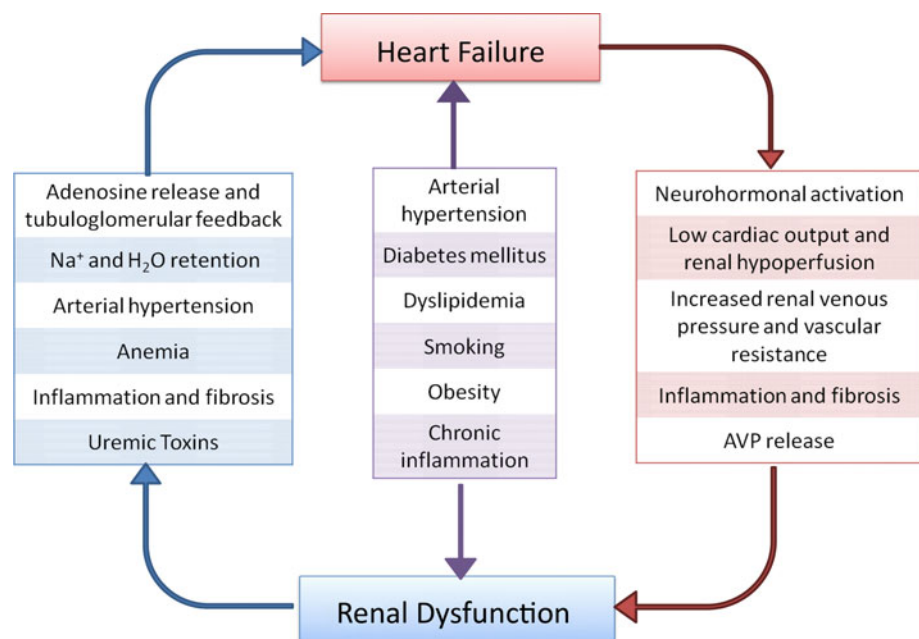 Heart Failure
Adenosine release and
tubuloglomerular feedback
Na⁺ and H₂O retention
Arterial hypertension
Anemia
Inflammation and fibrosis
Uremic Toxins
Arterial
hypertension
Diabetes mellitus
Dyslipidemia
Smoking
Obesity
Chronic
inflammation
Neurohormonal activation
Low cardiac output and
renal hypoperfusion
Increased renal venous
pressure and vascular
resistance
Inflammation and fibrosis
AVP release
Renal Dysfunction